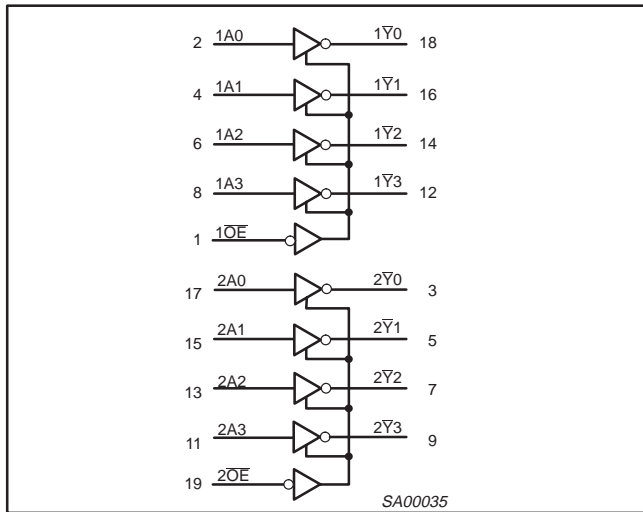 2 1A0 1Y̅0 18
4 1A1 1Y̅1 16
6 1A2 1Y̅2 14
8 1A3 1Y̅3 12
1 1O̅E̅
17 2A0 2Y̅0 3
15 2A1 2Y̅1 5
13 2A2 2Y̅2 7
11 2A3 2Y̅3 9
19 2O̅E̅
SA00035